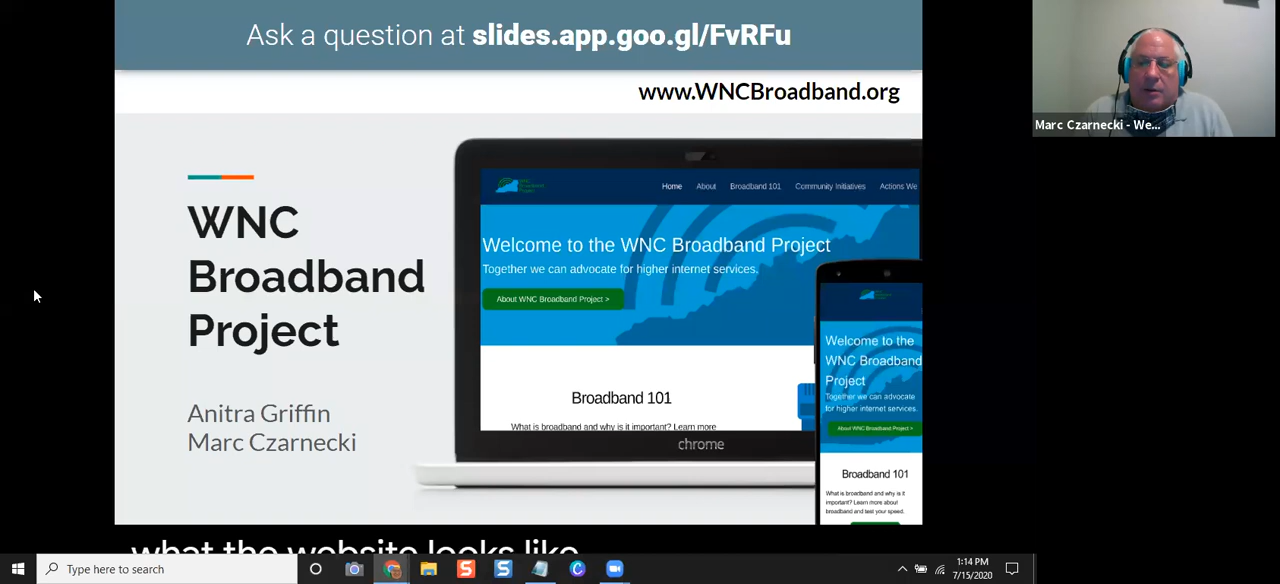 Ask a question at slides.app.goo.gl/FvRFu
www.WNCBroadband.org
Marc Czarnecki - We...
WNC
Broadband
Project
Anitra Griffin
Marc Czarnecki
WNC
Broadband
Project
Home About Broadband 101 Community Initiatives Actions We
Welcome to the WNC Broadband Project
Together we can advocate for higher internet services.
About WNC Broadband Project >
Broadband 101
What is broadband and why is it important? Learn more
chrome
Welcome to the
WNC Broadband
Project
Together we can advocate
for higher internet services.
About WNC Broadband Project >
Broadband 101
What is broadband and why is it
important? Learn more about
broadband and test your speed.
what the website looks like
Type here to search
1:14 PM
7/15/2020